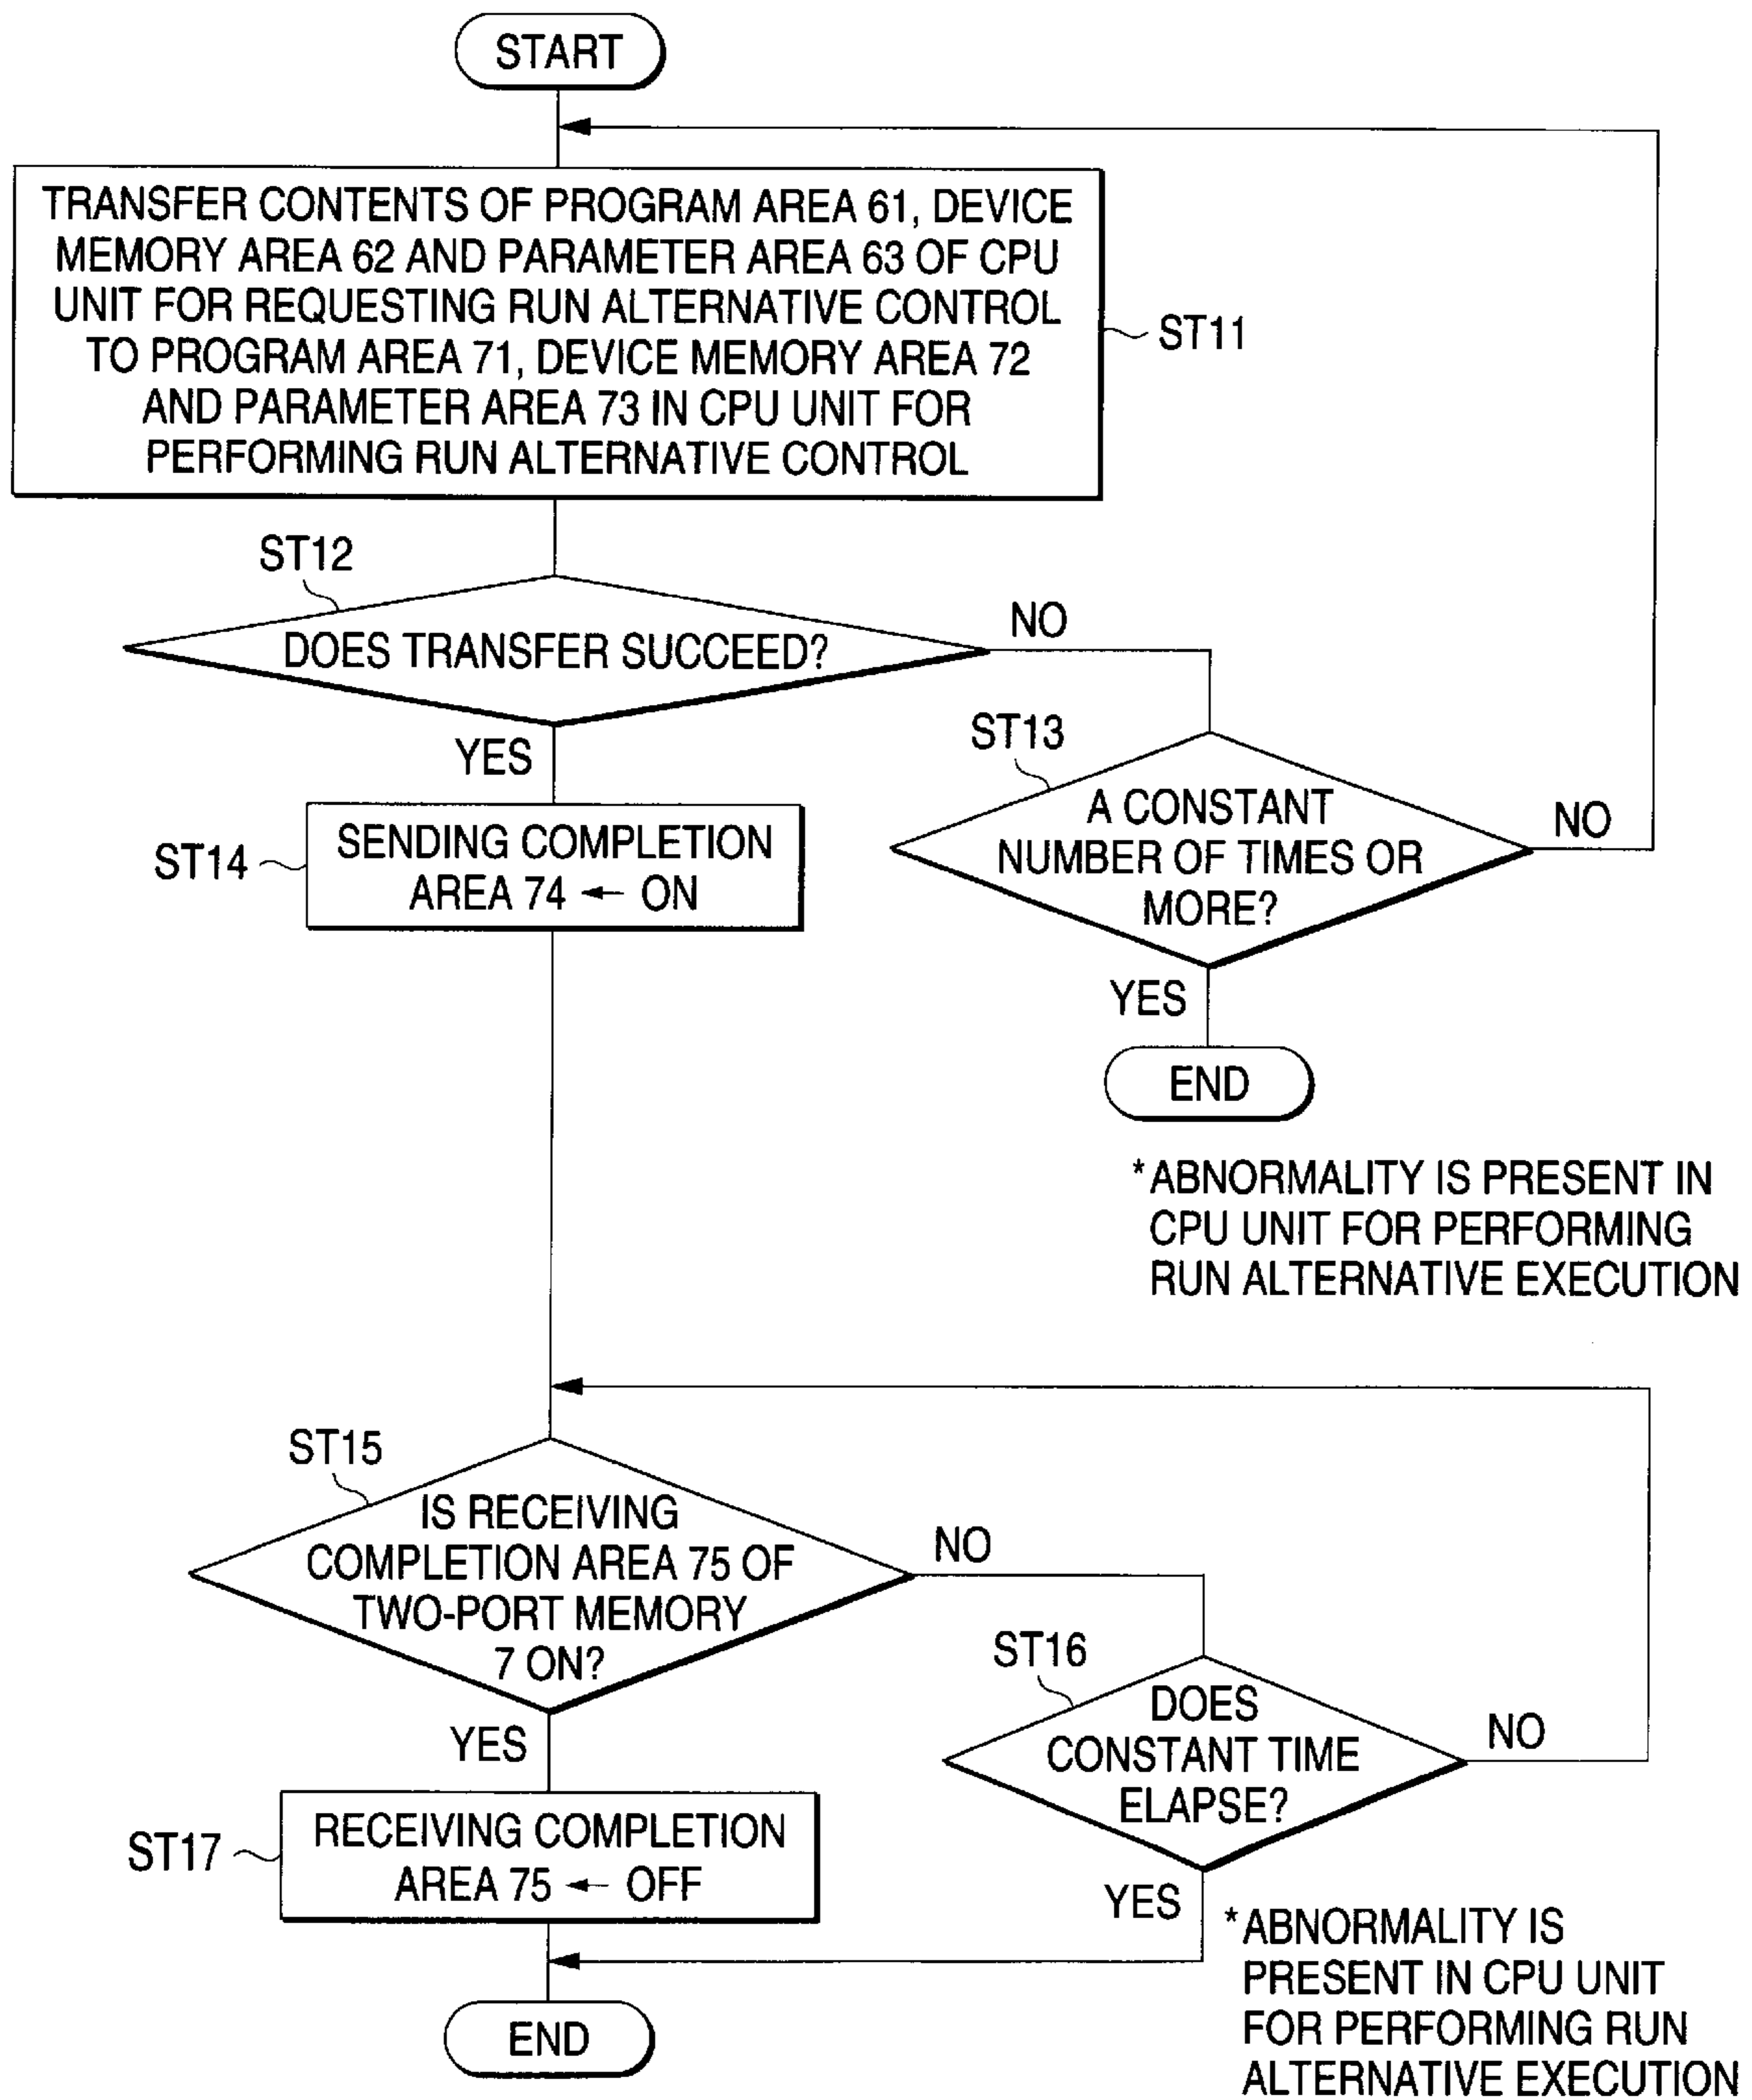 START
TRANSFER CONTENTS OF PROGRAM AREA 61, DEVICE
MEMORY AREA 62 AND PARAMETER AREA 63 OF CPU
UNIT FOR REQUESTING RUN ALTERNATIVE CONTROL
TO PROGRAM AREA 71, DEVICE MEMORY AREA 72
AND PARAMETER AREA 73 IN CPU UNIT FOR
PERFORMING RUN ALTERNATIVE CONTROL
ST11
ST12
DOES TRANSFER SUCCEED?
NO
YES
ST13
A CONSTANT
NUMBER OF TIMES OR
MORE?
NO
YES
END
*ABNORMALITY IS PRESENT IN
CPU UNIT FOR PERFORMING
RUN ALTERNATIVE EXECUTION
ST14
SENDING COMPLETION
AREA 74 ← ON
ST15
IS RECEIVING
COMPLETION AREA 75 OF
TWO-PORT MEMORY
7 ON?
NO
YES
ST16
DOES
CONSTANT TIME
ELAPSE?
NO
YES
*ABNORMALITY IS
PRESENT IN CPU UNIT
FOR PERFORMING RUN
ALTERNATIVE EXECUTION
ST17
RECEIVING COMPLETION
AREA 75 ← OFF
END